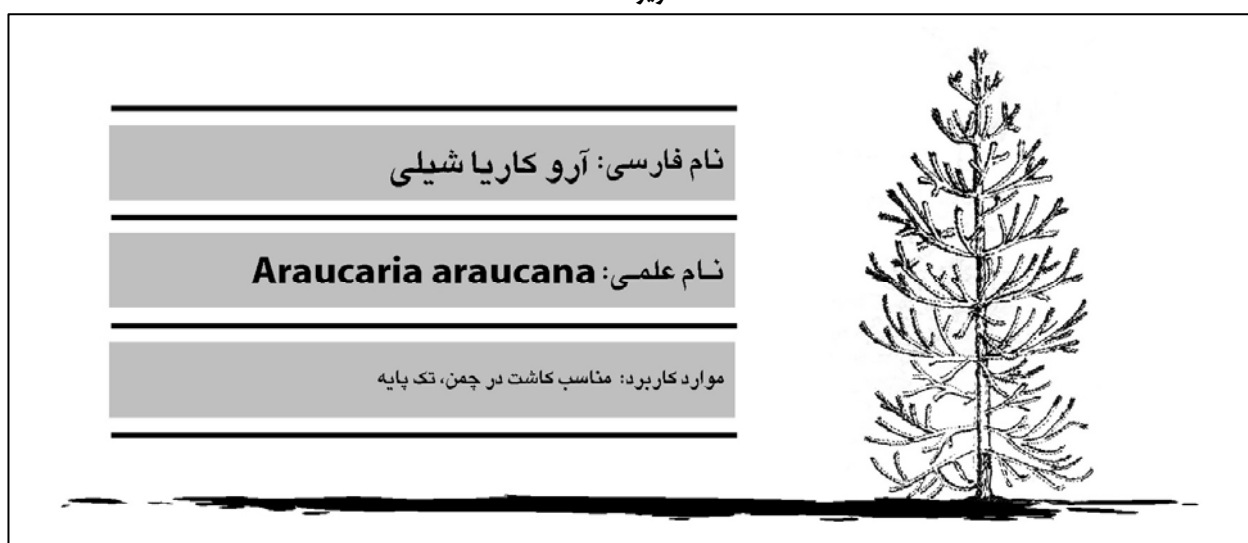 نام فارسی: آرو کاریا شیلی
نام علمی: Araucaria araucana
موارد کاربرد: مناسب کاشت در چمن، تک پایه